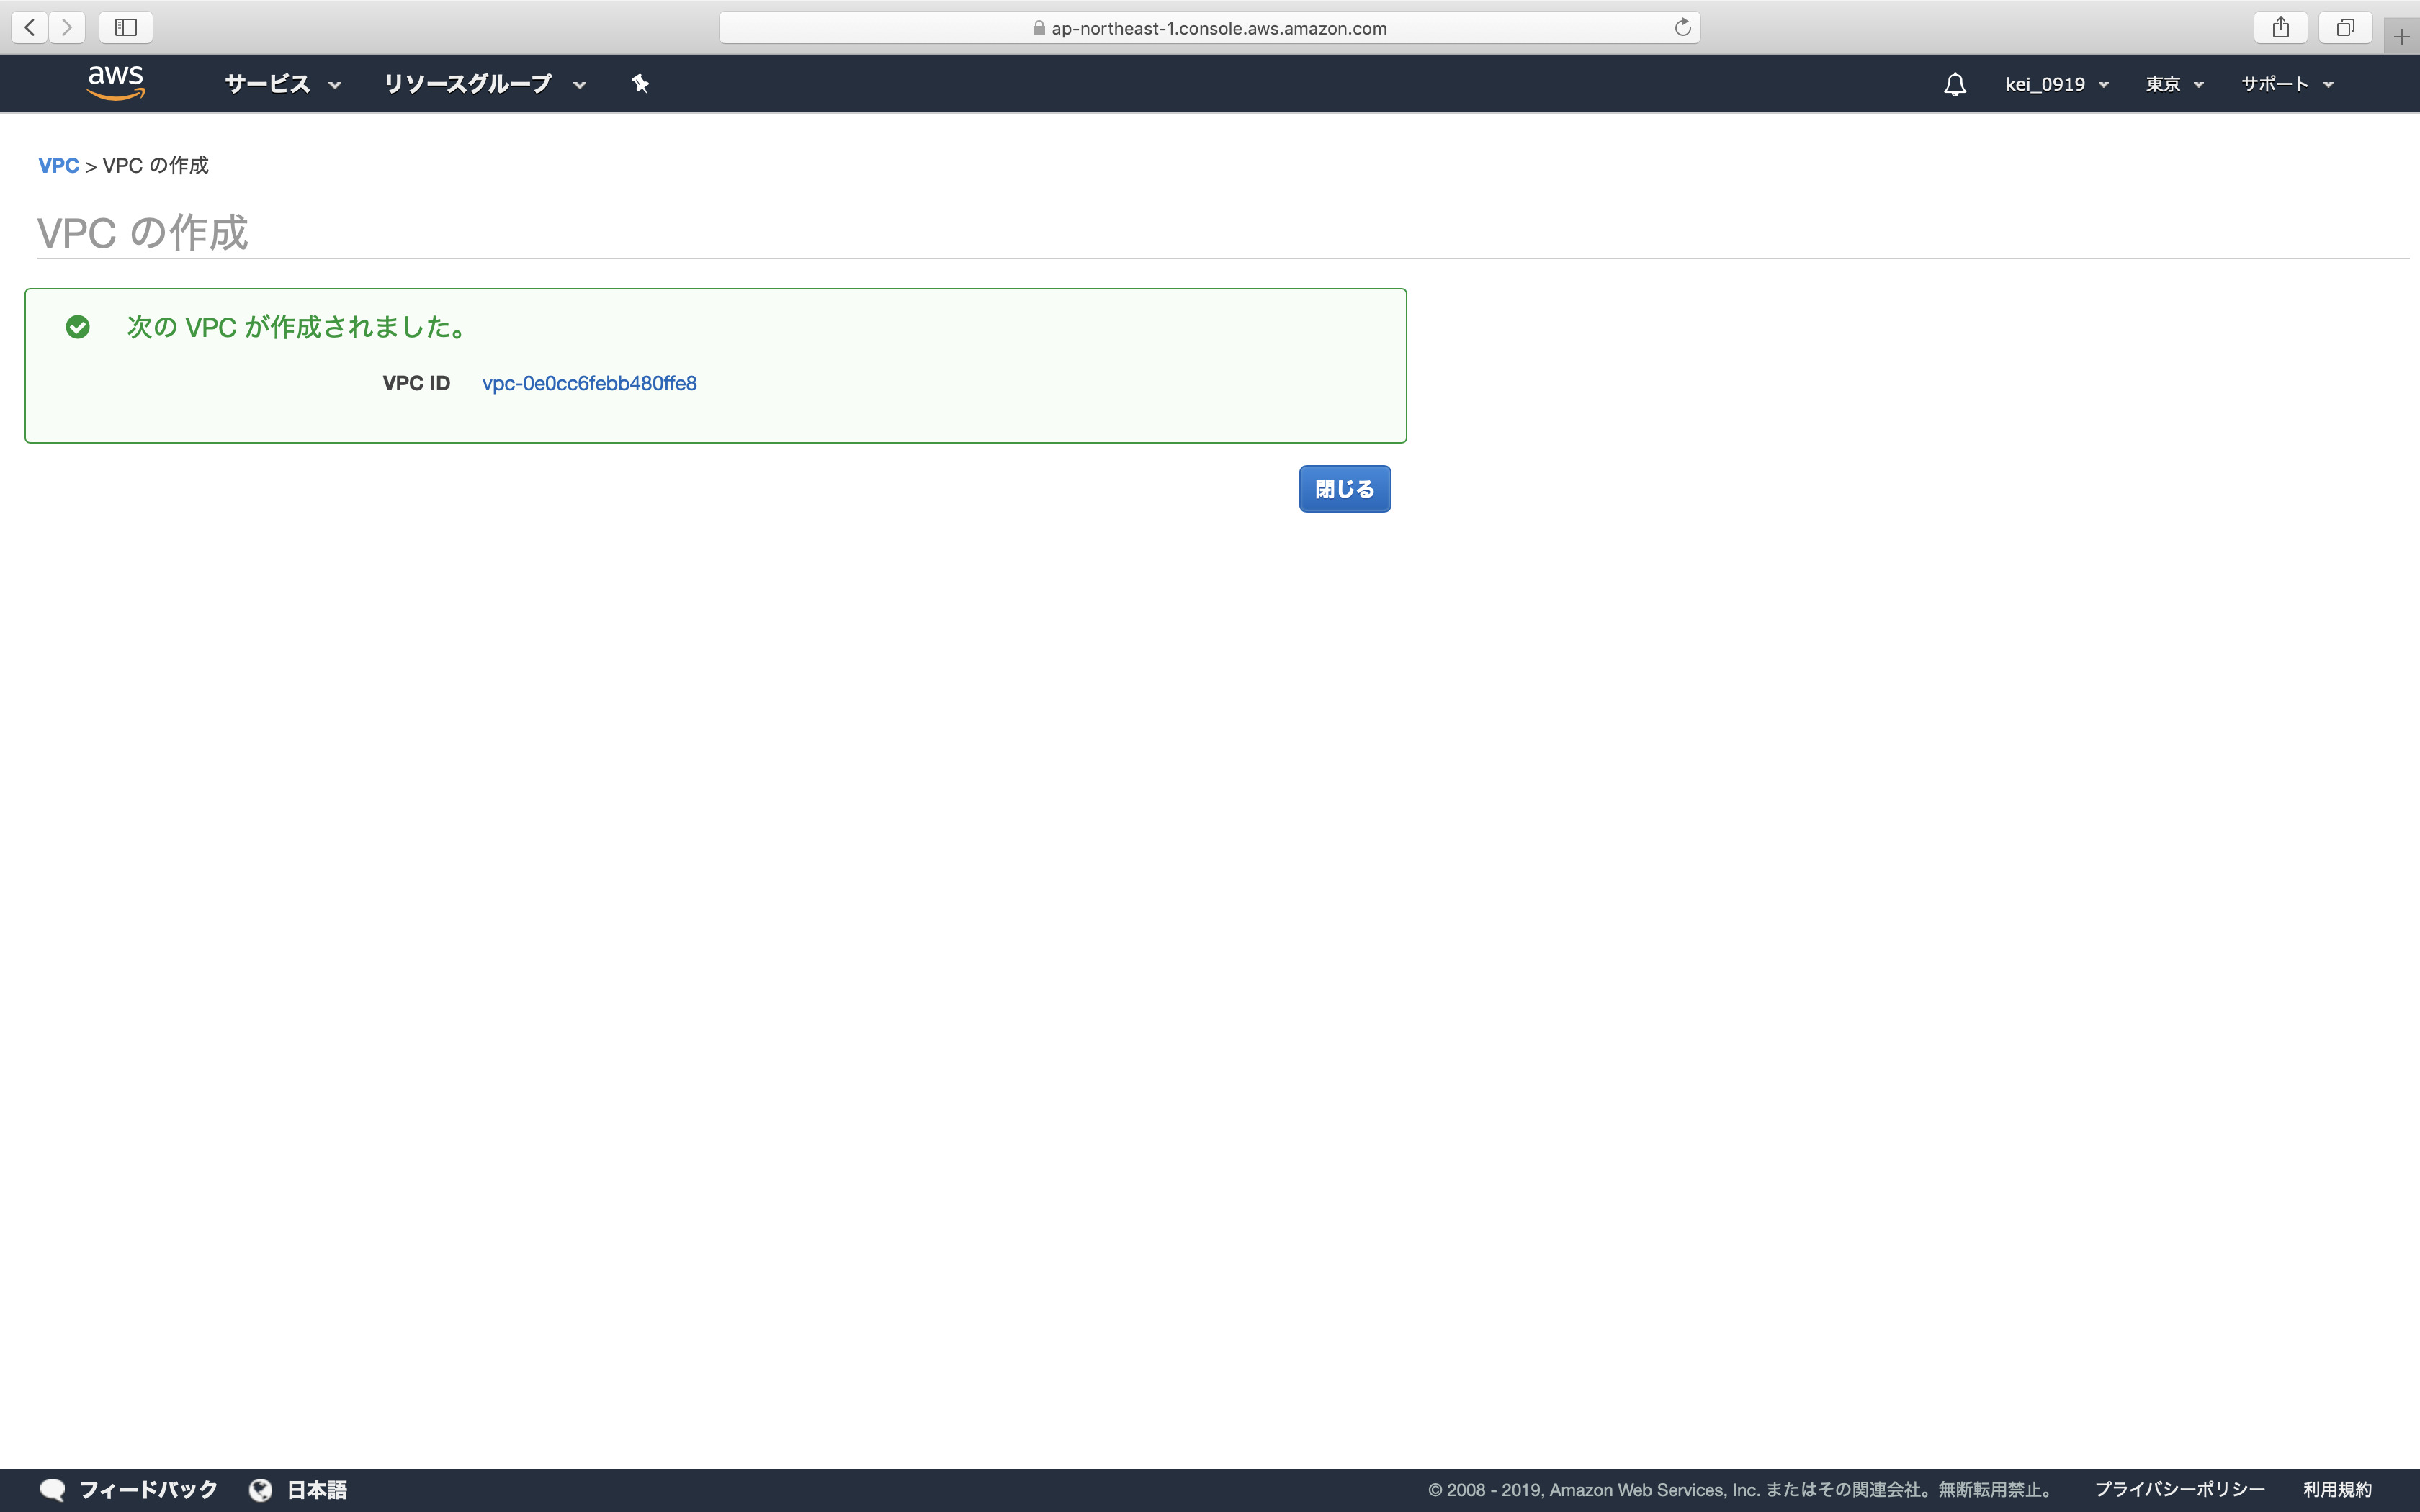 ap-northeast-1.console.aws.amazon.com
aws サービス リソースグループ kei_0919 東京 サポート
VPC > VPC の作成
VPC の作成
次の VPC が作成されました。
VPC ID vpc-0e0cc6febb480ffe8
閉じる
フィードバック 日本語 © 2008 - 2019, Amazon Web Services, Inc. またはその関連会社。無断転用禁止。 プライバシーポリシー 利用規約